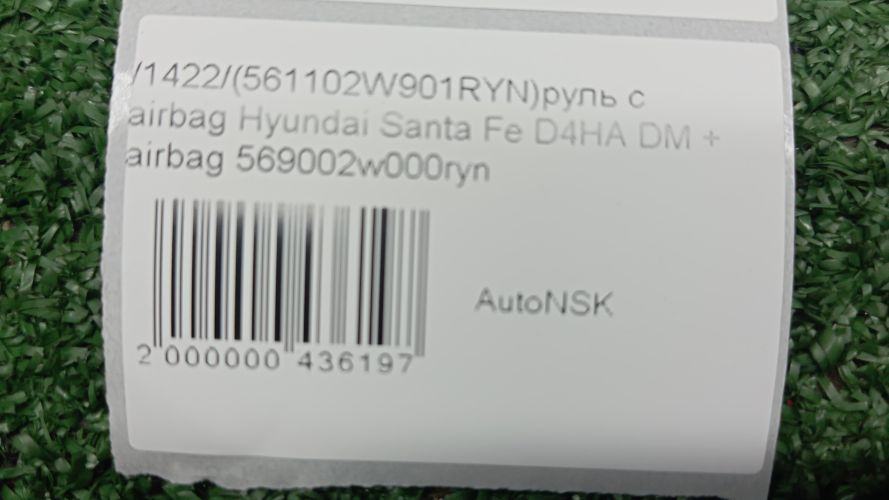 /1422/(561102W901RYN)руль с
airbag Hyundai Santa Fe D4HA DM +
airbag 569002w000ryn
AutoNSK
2 000000 436197